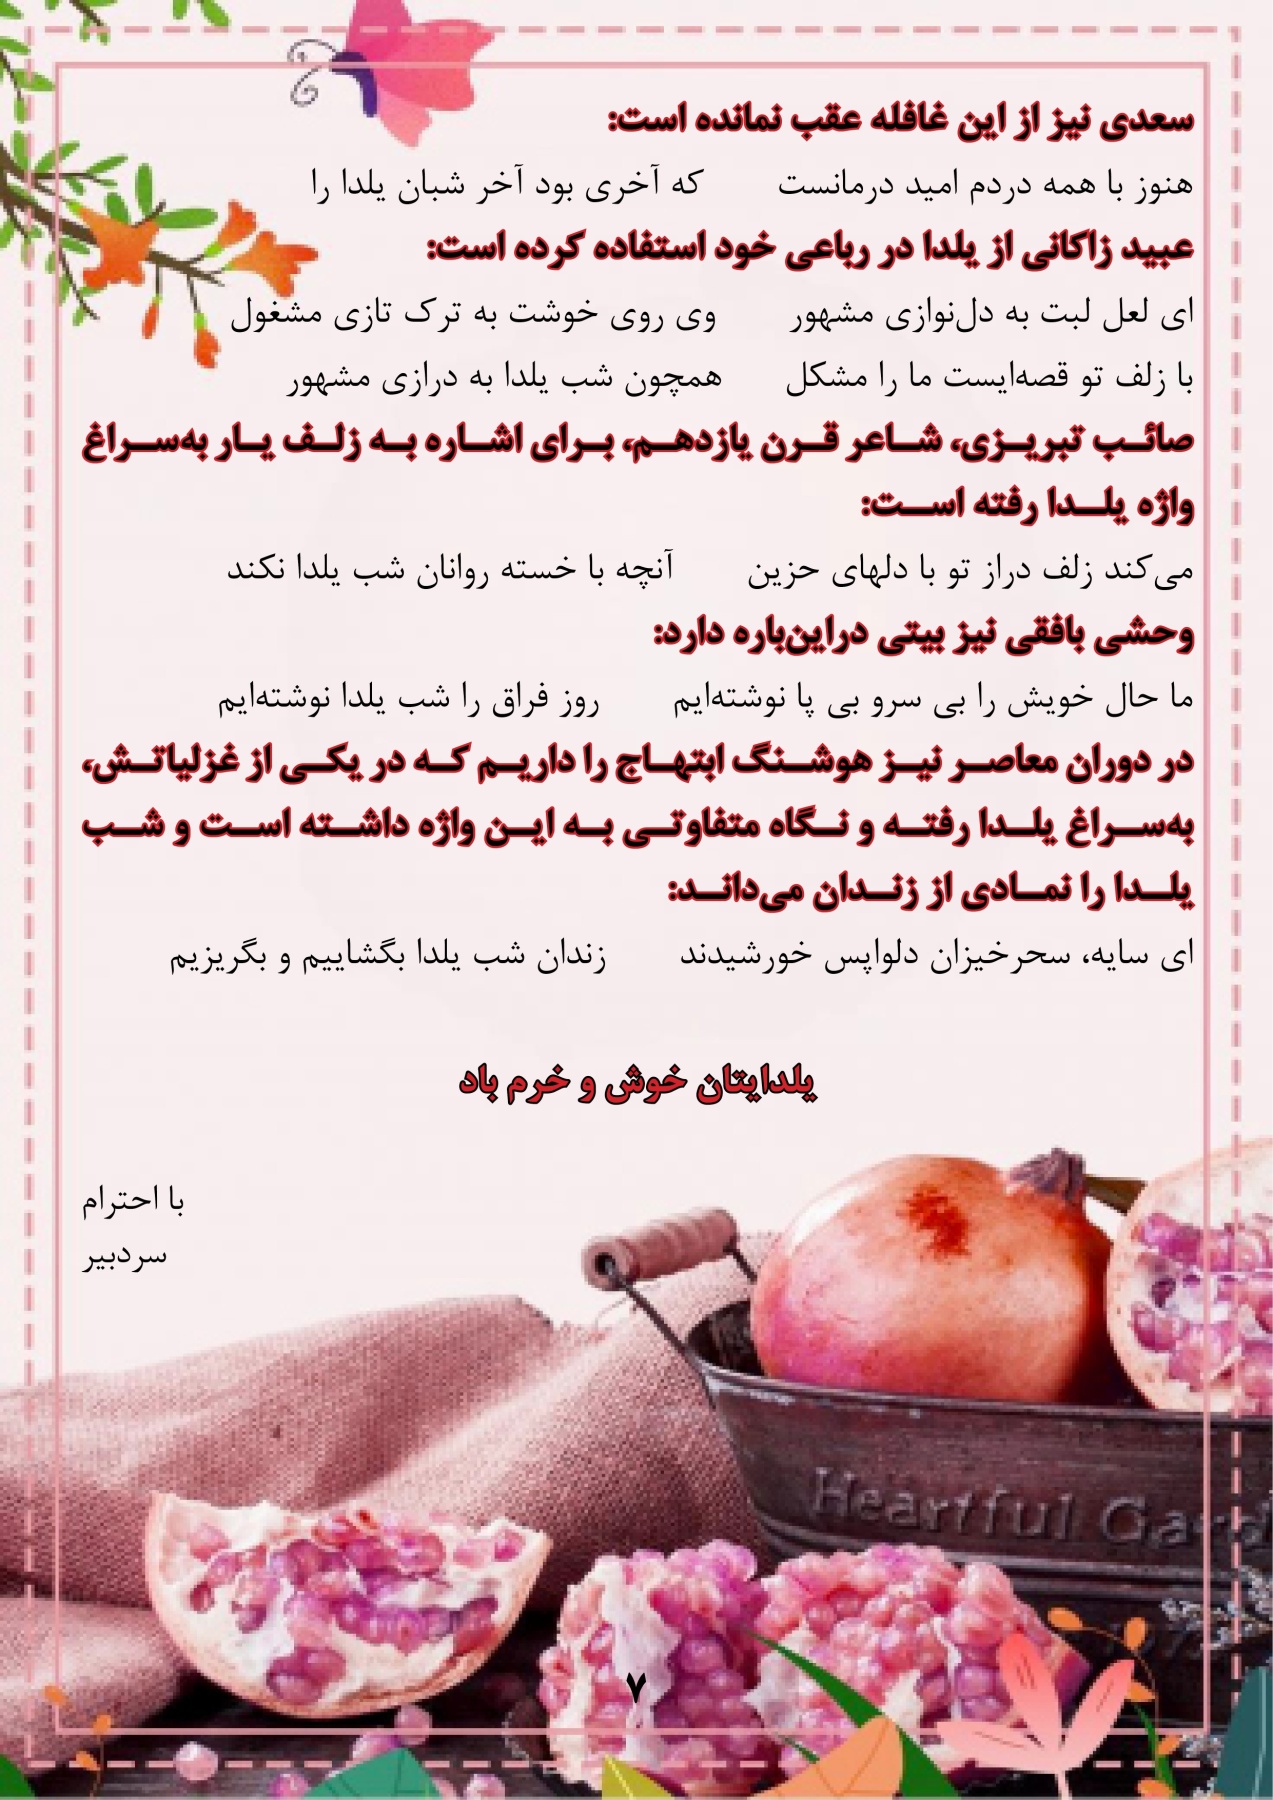 سعدی نیز از این غافله عقب نمانده است:
هنوز با همه دردم امید درمانست که آخری بود آخر شبان یلدا را
عبید زاکانی از یلدا در رباعی خود استفاده کرده است:
ای لعل لبت به دل‌نوازی مشهور وی روی خوشت به ترک تازی مشغول
با زلف تو قصه‌ایست ما را مشکل همچون شب یلدا به درازی مشهور
صائب تبریزی، شاعر قرن یازدهم، برای اشاره به زلف یار به‌سراغ
واژه یلدا رفته است:
می‌کند زلف دراز تو با دلهای حزین آنچه با خسته روانان شب یلدا نکند
وحشی بافقی نیز بیتی دراین‌باره دارد:
ما حال خویش را بی سرو بی پا نوشته‌ایم روز فراق را شب یلدا نوشته‌ایم
در دوران معاصر نیز هوشنگ ابتهاج را داریم که در یکی از غزلیاتش،
به‌سراغ یلدا رفته و نگاه متفاوتی به این واژه داشته است و شب
یلدا را نمادی از زندان می‌داند:
ای سایه، سحرخیزان دلواپس خورشیدند زندان شب یلدا بگشاییم و بگریزیم
یلدایتان خوش و خرم باد
با احترام
سردبیر
Heartful Gard
۷